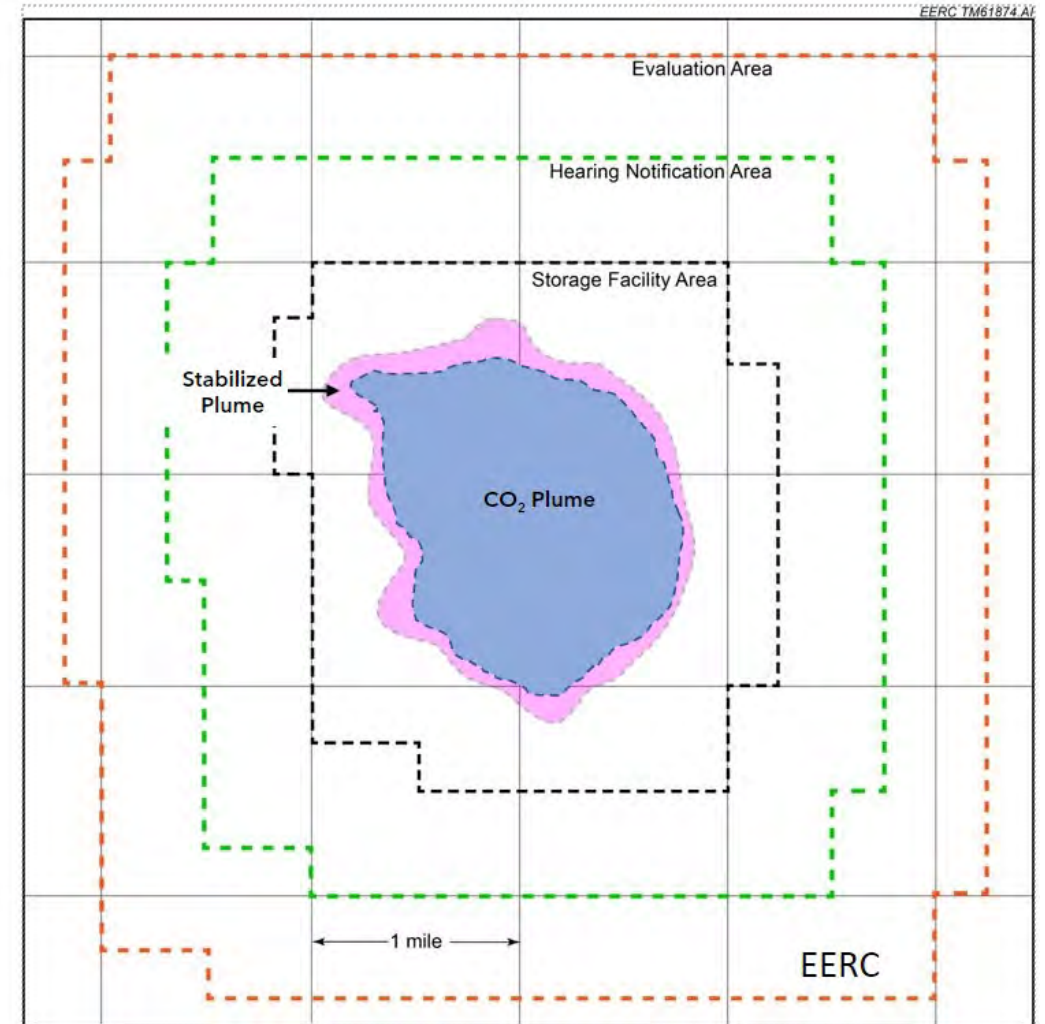 EERC TM61874.AI
Evaluation Area
Hearing Notification Area
Storage Facility Area
Stabilized
Plume
CO₂ Plume
1 mile
EERC